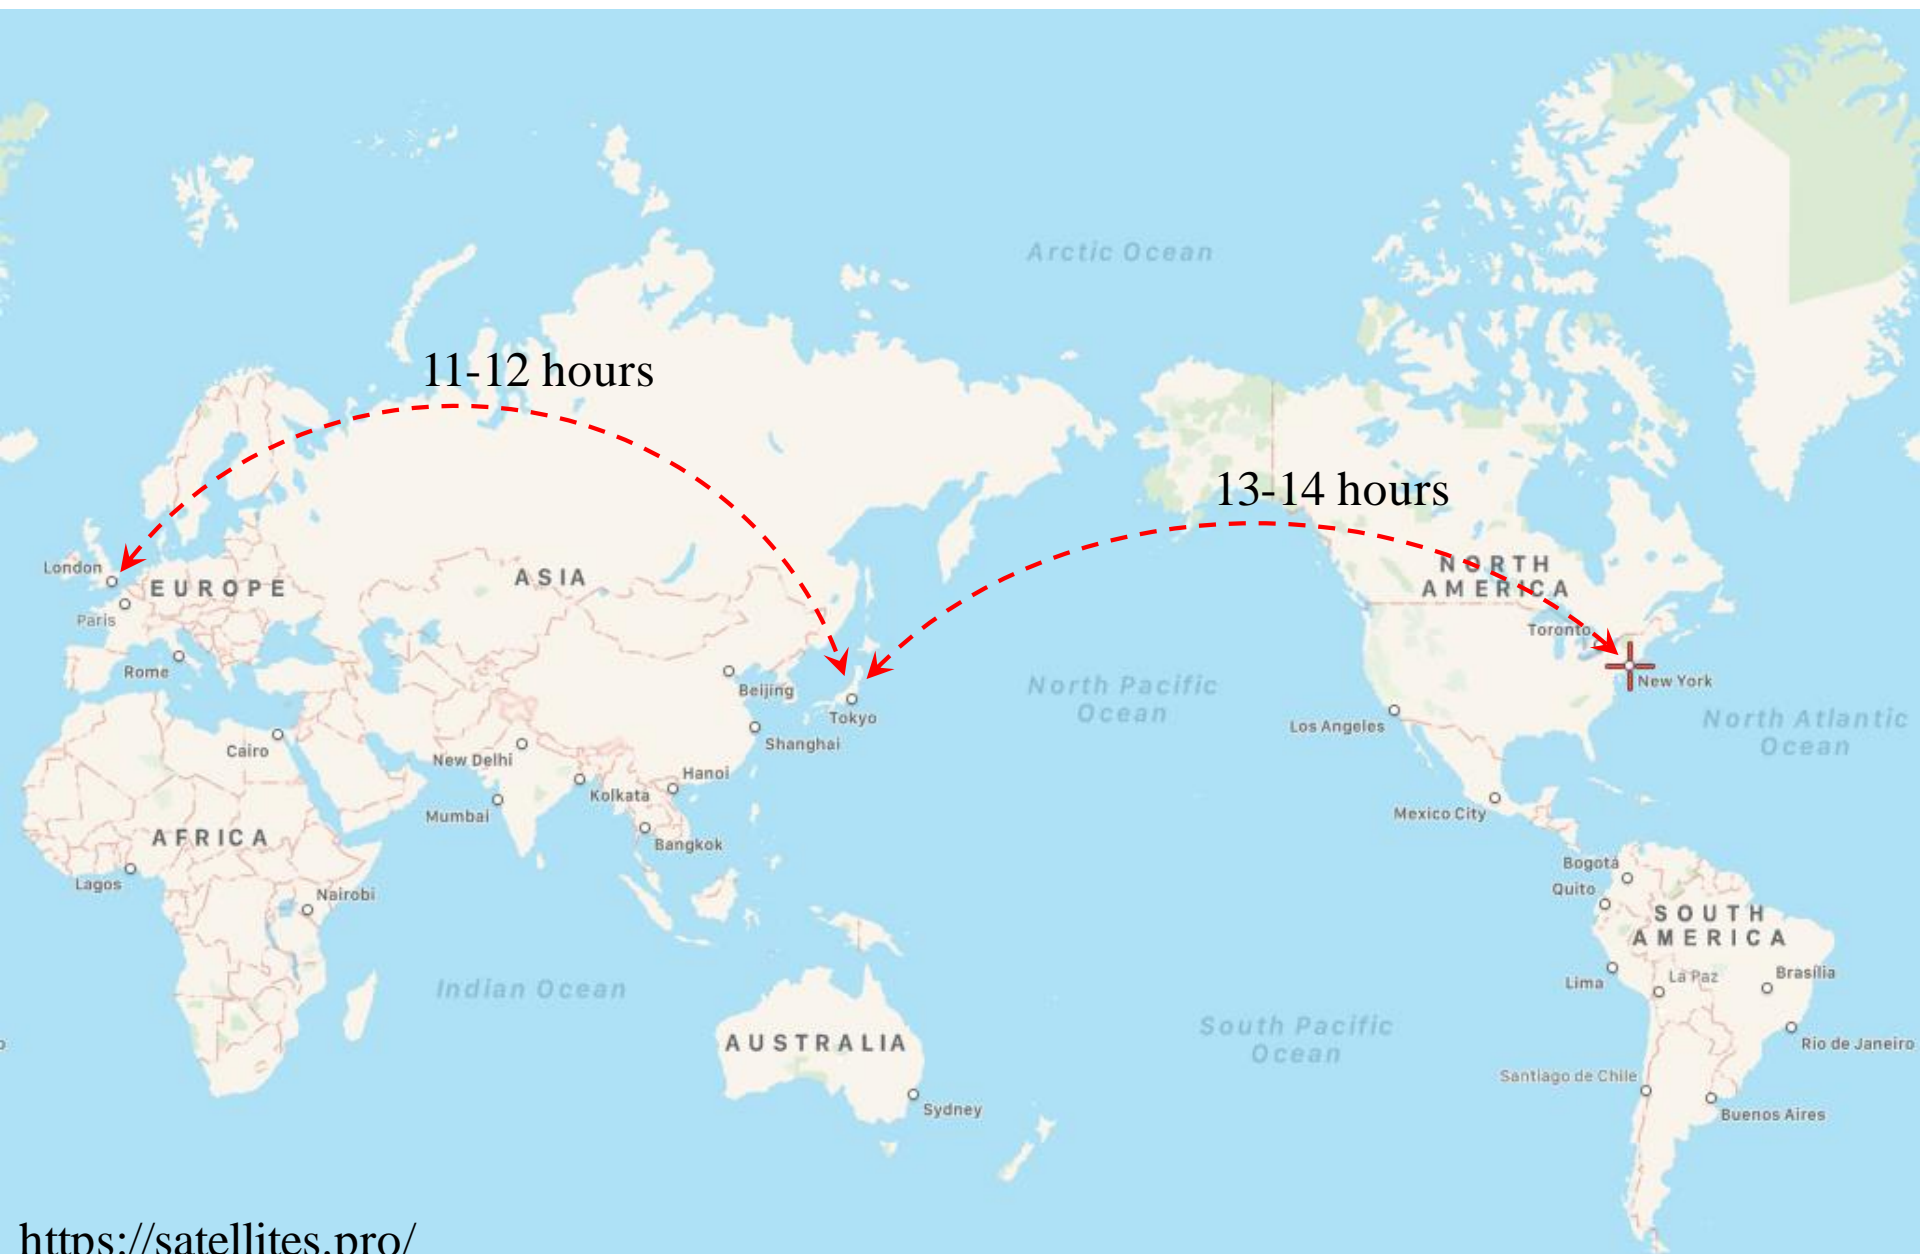 Arctic Ocean
11-12 hours
13-14 hours
London
EUROPE
Paris
Rome
ASIA
NORTH
AMERICA
Toronto
New York
Beijing
Tokyo
Shanghai
North Pacific
Ocean
Los Angeles
North Atlantic
Ocean
Cairo
New Delhi
Hanoi
Kolkata
Mumbai
Bangkok
Mexico City
AFRICA
Lagos
Nairobi
Bogotá
Quito
SOUTH
AMERICA
Lima
La Paz
Brasília
Indian Ocean
AUSTRALIA
South Pacific
Ocean
Rio de Janeiro
Santiago de Chile
Sydney
Buenos Aires
https://satellites.pro/